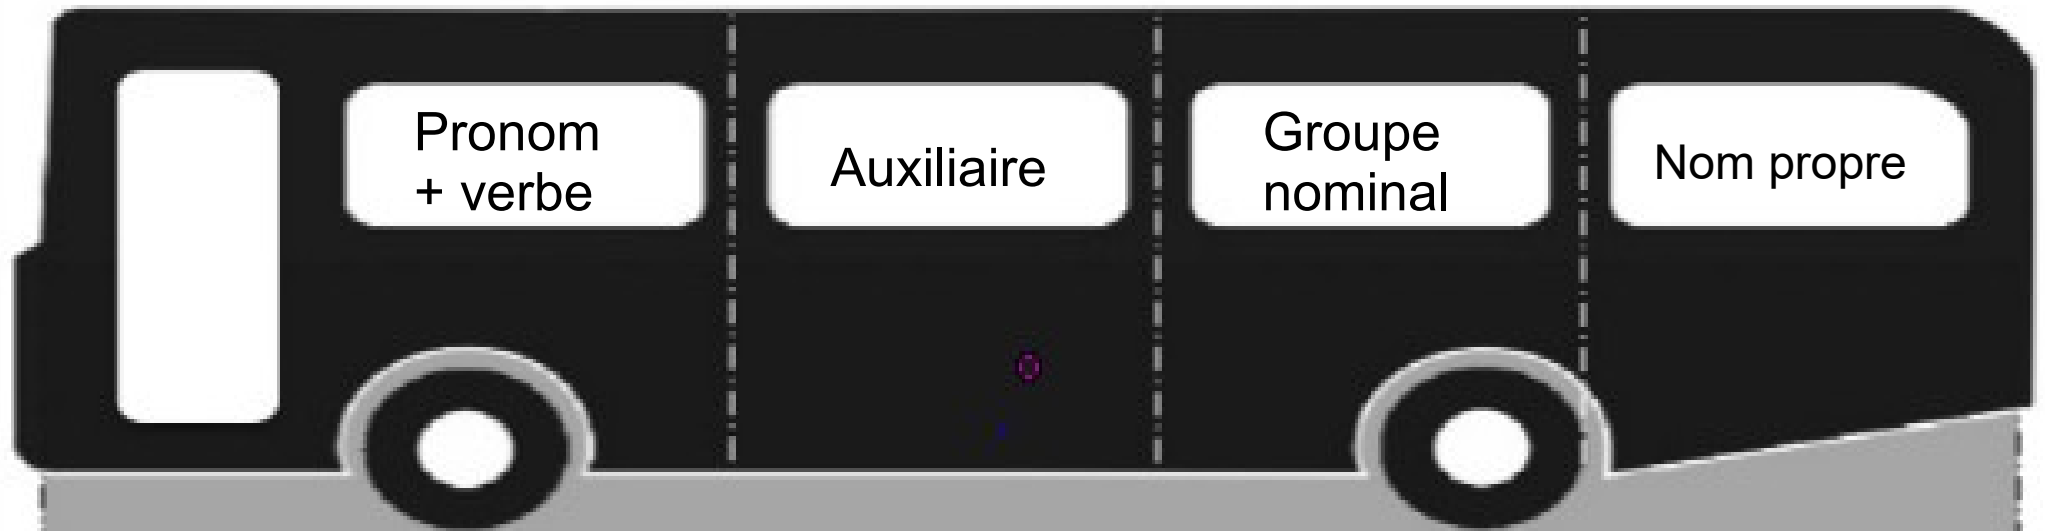 Pronom
+ verbe
Auxiliaire
Groupe
nominal
Nom propre